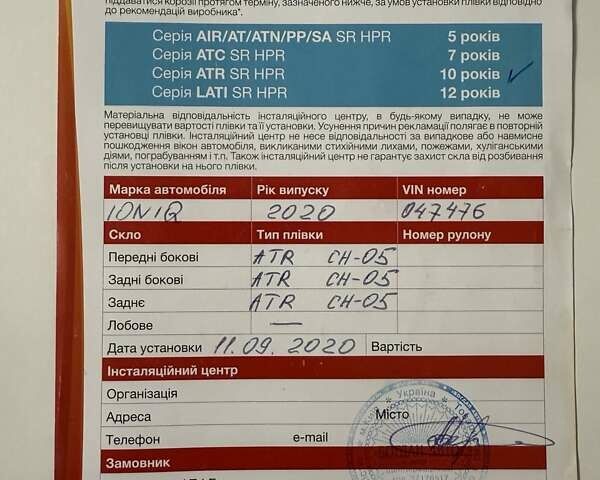 піддаватися корозії протягом терміну, зазначеного нижче, за умов установки плівки відповідно
до рекомендації виробника".
Серія AIR/AT/ATN/PP/SA SR HPR 5 років
Серія ATC SR HPR 7 років
Серія ATR SR HPR 10 років
Серія LATI SR HPR 12 років
Матеріальна відповідальність інсталяційного центру, в будь-якому випадку, не може
перевищувати вартості плівки та її установки. Усунення причин рекламації полягає в повторній
установці плівки. Інсталяційний центр не несе відповідальності за випадкове або навмисне
пошкодження вікон автомобіля, викликаними стихійними лихами, пожежами, хуліганськими
діями, пограбуванням і т.п. Також інсталяційний центр не гарантує захист скла від розбивання
після установки на нього плівки.
Марка автомобіля Рік випуску VIN номер
IONIQ 2020 047476
Скло Тип плівки Номер рулону
Передні бокові ATR CH-05
Задні бокові ATR CH-05
Заднє ATR CH-05
Лобове —
Дата установки 11.09.2020 Вартість
Інсталяційний центр
Організація
Адреса Місто
Телефон e-mail
Замовник
Україна